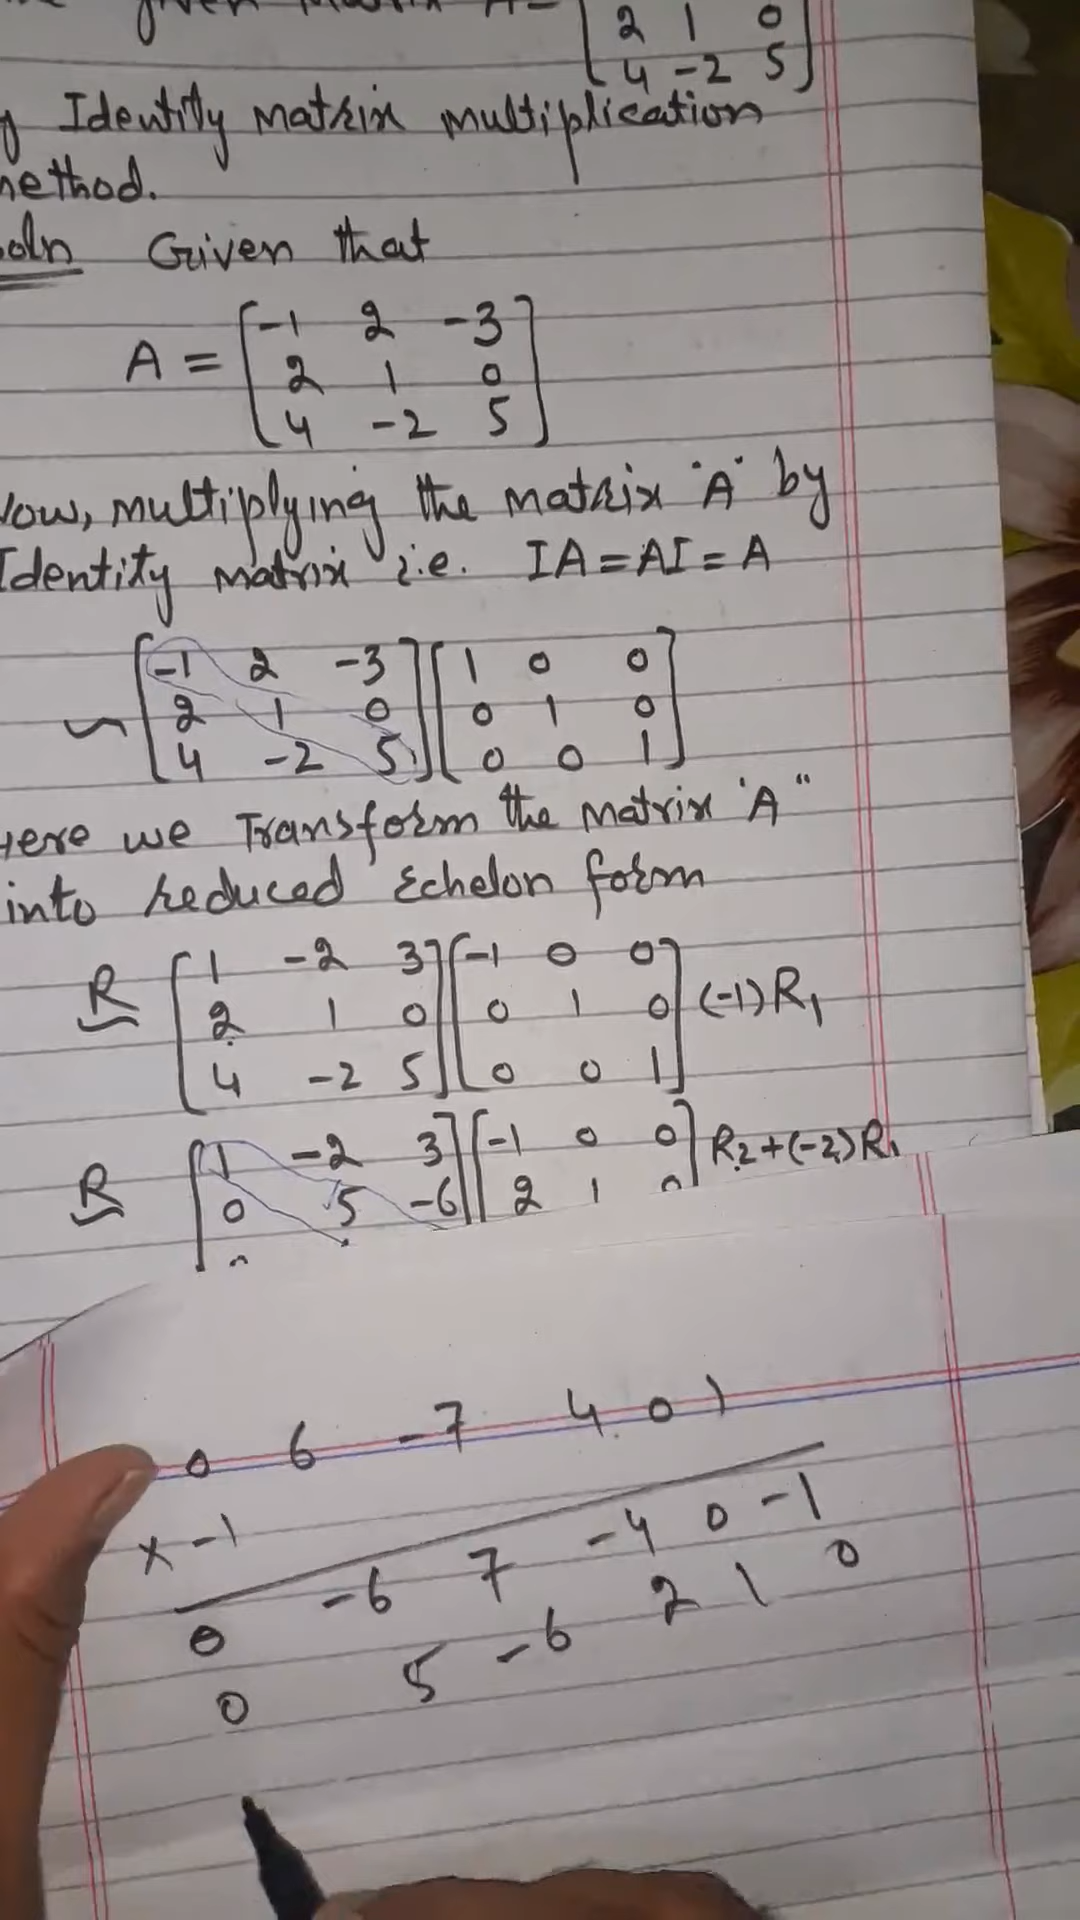 given Matrix A=
[2 1 0
4 -2 5]
Identity matrix multiplication
method.
Soln Given that
A = [-1 2 -3
2 1 0
4 -2 5]
Now, multiplying the matrix "A" by
Identity matrix i.e. IA = AI = A
~ [-1 2 -3] [1 0 0]
[2 1 0] [0 1 0]
[4 -2 5] [0 0 1]
Here we Transform the Matrix "A"
into reduced Echelon form
R [1 -2 3] [-1 0 0]
~ [2 1 0] [0 1 0] (-1)R₁
[4 -2 5] [0 0 1]
R [1 -2 3] [-1 0 0] R₂+(-2)R₁
~ [0 5 -6] [2 1 0]
0 6 -7 4 0 1
x -1
0 -6 7 -4 0 -1
0 5 -6 2 1 0